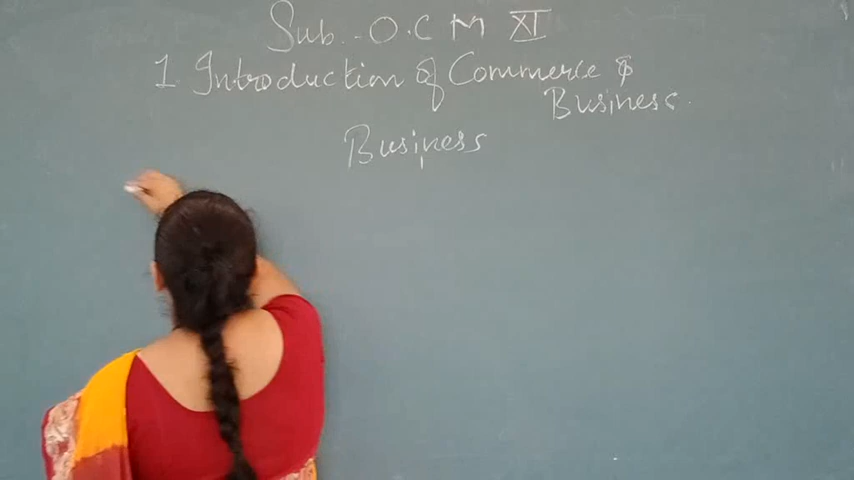 Sub. - O.C M XI
1. Introduction of Commerce &
Business.
Business